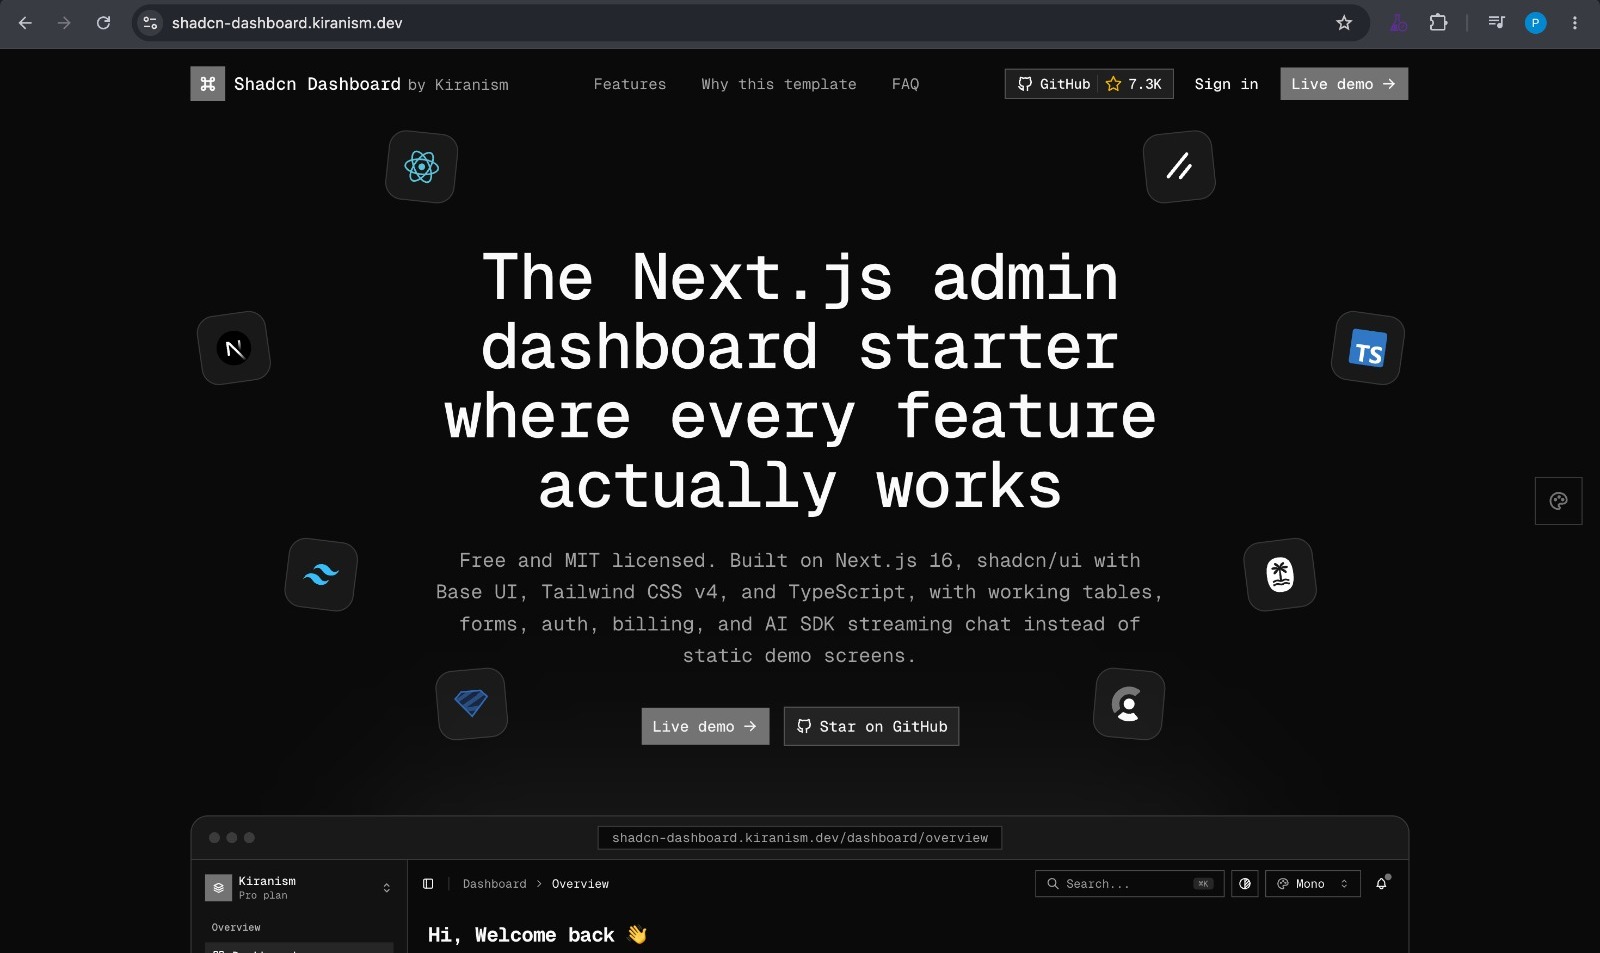 shadcn-dashboard.kiranism.dev
P
Shadcn Dashboard by Kiranism
Features
Why this template
FAQ
GitHub
7.3K
Sign in
Live demo →
The Next.js admin
dashboard starter
where every feature
actually works
N
TS
Free and MIT licensed. Built on Next.js 16, shadcn/ui with
Base UI, Tailwind CSS v4, and TypeScript, with working tables,
forms, auth, billing, and AI SDK streaming chat instead of
static demo screens.
Live demo →
Star on GitHub
shadcn-dashboard.kiranism.dev/dashboard/overview
Kiranism
Pro plan
Dashboard > Overview
Search...
⌘K
Mono
Overview
Hi, Welcome back 👋